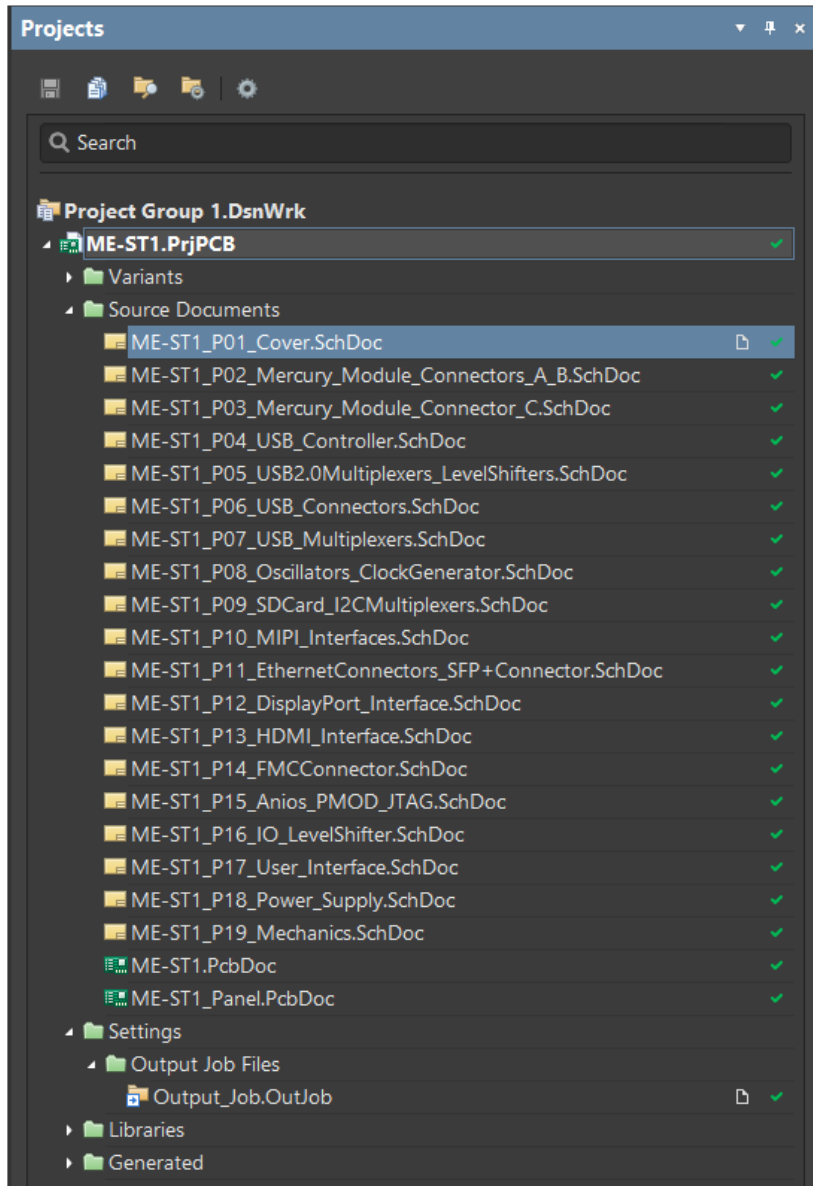 Projects
Search
Project Group 1.DsnWrk
ME-ST1.PrjPCB
Variants
Source Documents
ME-ST1_P01_Cover.SchDoc
ME-ST1_P02_Mercury_Module_Connectors_A_B.SchDoc
ME-ST1_P03_Mercury_Module_Connector_C.SchDoc
ME-ST1_P04_USB_Controller.SchDoc
ME-ST1_P05_USB2.0Multiplexers_LevelShifters.SchDoc
ME-ST1_P06_USB_Connectors.SchDoc
ME-ST1_P07_USB_Multiplexers.SchDoc
ME-ST1_P08_Oscillators_ClockGenerator.SchDoc
ME-ST1_P09_SDCard_I2CMultiplexers.SchDoc
ME-ST1_P10_MIPI_Interfaces.SchDoc
ME-ST1_P11_EthernetConnectors_SFP+Connector.SchDoc
ME-ST1_P12_DisplayPort_Interface.SchDoc
ME-ST1_P13_HDMI_Interface.SchDoc
ME-ST1_P14_FMCConnector.SchDoc
ME-ST1_P15_Anios_PMOD_JTAG.SchDoc
ME-ST1_P16_IO_LevelShifter.SchDoc
ME-ST1_P17_User_Interface.SchDoc
ME-ST1_P18_Power_Supply.SchDoc
ME-ST1_P19_Mechanics.SchDoc
ME-ST1.PcbDoc
ME-ST1_Panel.PcbDoc
Settings
Output Job Files
Output_Job.OutJob
Libraries
Generated